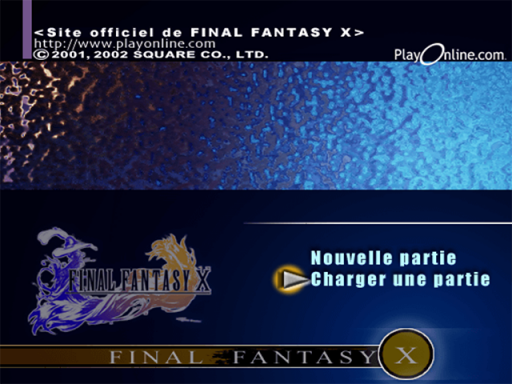 <Site officiel de FINAL FANTASY X>
http://www.playonline.com
© 2001, 2002 SQUARE CO., LTD.
PlayOnline.com
Nouvelle partie
Charger une partie
FINAL FANTASY X
FINAL FANTASY X